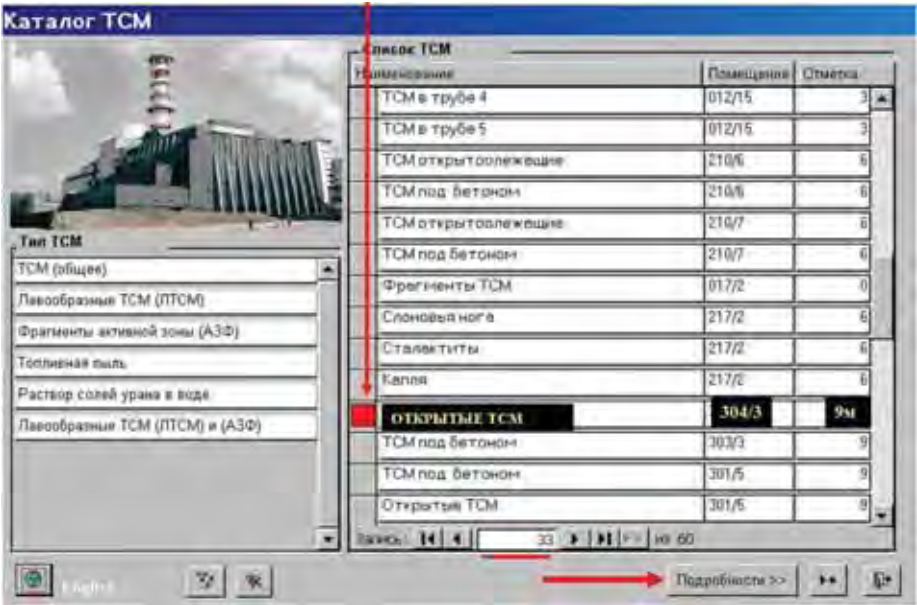 Каталог ТСМ
Список ТСМ
Наименование Помещение Отметка
ТСМ в трубе 4 012/15 3
ТСМ в трубе 5 012/15 3
ТСМ открытоолежещие 210/6 6
ТСМ под бетоном 210/6 6
ТСМ открытоолежещие 210/7 6
ТСМ под бетоном 210/7 6
Фрагменты ТСМ 017/2 0
Слоновья нога 217/2 6
Сталактиты 217/2 6
Капля 217/2 6
ОТКРЫТЫЕ ТСМ 304/3 9м
ТСМ под бетоном 303/3 9
ТСМ под бетоном 301/5 9
Открытые ТСМ 301/5 9
Запись: 33 из 60
Тип ТСМ
ТСМ (общее)
Лавообразные ТСМ (ЛТСМ)
Фрагменты активной зоны (АЗФ)
Топливная пыль
Раствор солей урана в воде
Лавообразные ТСМ (ЛТСМ) и (АЗФ)
English
Подробности >>